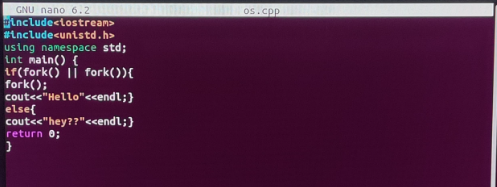 GNU nano 6.2 os.cpp
#include<iostream>
#include<unistd.h>
using namespace std;
int main() {
if(fork() || fork()){
fork();
cout<<"Hello"<<endl;}
else{
cout<<"hey??"<<endl;}
return 0;
}